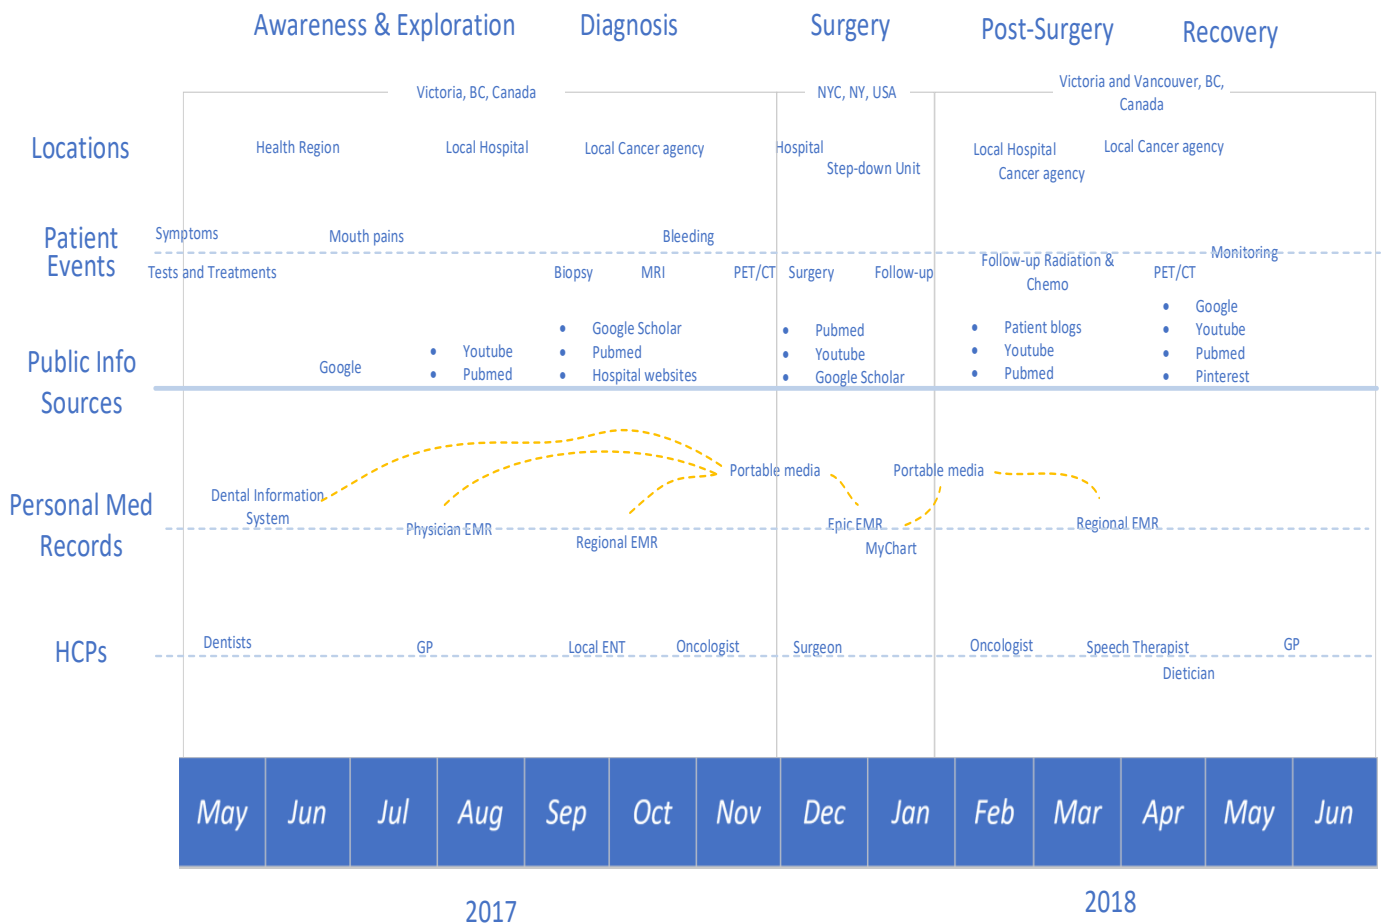 Awareness & Exploration
Diagnosis
Surgery
Post-Surgery
Recovery
Victoria, BC, Canada
NYC, NY, USA
Victoria and Vancouver, BC,
Canada
Locations
Health Region
Local Hospital
Local Cancer agency
Hospital
Step-down Unit
Local Hospital
Cancer agency
Local Cancer agency
Patient
Events
Symptoms
Mouth pains
Bleeding
Monitoring
Tests and Treatments
Biopsy
MRI
PET/CT
Surgery
Follow-up
Follow-up Radiation &
Chemo
PET/CT
Public Info
Sources
Google
• Youtube
• Pubmed
• Google Scholar
• Pubmed
• Hospital websites
• Pubmed
• Youtube
• Google Scholar
• Patient blogs
• Youtube
• Pubmed
• Google
• Youtube
• Pubmed
• Pinterest
Personal Med
Records
Dental Information
System
Physician EMR
Regional EMR
Portable media
Epic EMR
MyChart
Portable media
Regional EMR
HCPs
Dentists
GP
Local ENT
Oncologist
Surgeon
Oncologist
Speech Therapist
Dietician
GP
May
Jun
Jul
Aug
Sep
Oct
Nov
Dec
Jan
Feb
Mar
Apr
May
Jun
2017
2018